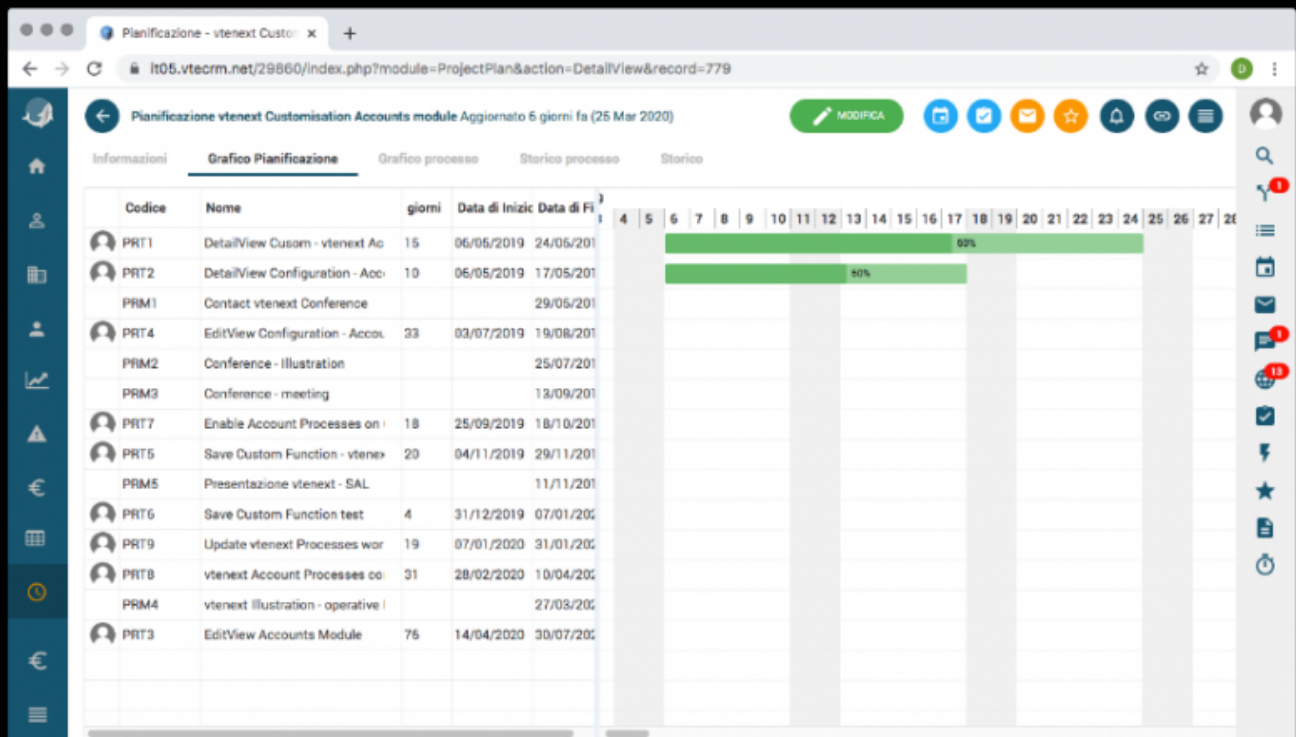 Pianificazione - vtenext Custo
it05.vtecrm.net/29860/index.php?module=ProjectPlan&action=DetailView&record=779
D
Pianificazione vtenext Customisation Accounts module Aggiornato 6 giorni fa (25 Mar 2020)
MODIFICA
Informazioni Grafico Pianificazione Grafico processo Storico processo Storico
Codice Nome giorni Data di Inizio Data di Fi
4 5 6 7 8 9 10 11 12 13 14 15 16 17 18 19 20 21 22 23 24 25 26 27 28
PRT1 DetailView Cusom - vtenext Ac 15 06/05/2019 24/05/201 60%
PRT2 DetailView Configuration - Acc 10 06/05/2019 17/05/201 60%
PRM1 Contact vtenext Conference 29/05/201
PRT4 EditView Configuration - Accou 33 03/07/2019 19/08/201
PRM2 Conference - Illustration 25/07/201
PRM3 Conference - meeting 13/09/201
PRT7 Enable Account Processes on 18 25/09/2019 18/10/201
PRT5 Save Custom Function - vtenex 20 04/11/2019 29/11/201
PRM5 Presentazione vtenext - SAL 11/11/201
PRT6 Save Custom Function test 4 31/12/2019 07/01/202
PRT9 Update vtenext Processes wor 19 07/01/2020 31/01/202
PRT8 vtenext Account Processes co 31 28/02/2020 10/04/202
PRM4 vtenext Illustration - operative 27/03/202
PRT3 EditView Accounts Module 76 14/04/2020 30/07/202
1
1
13